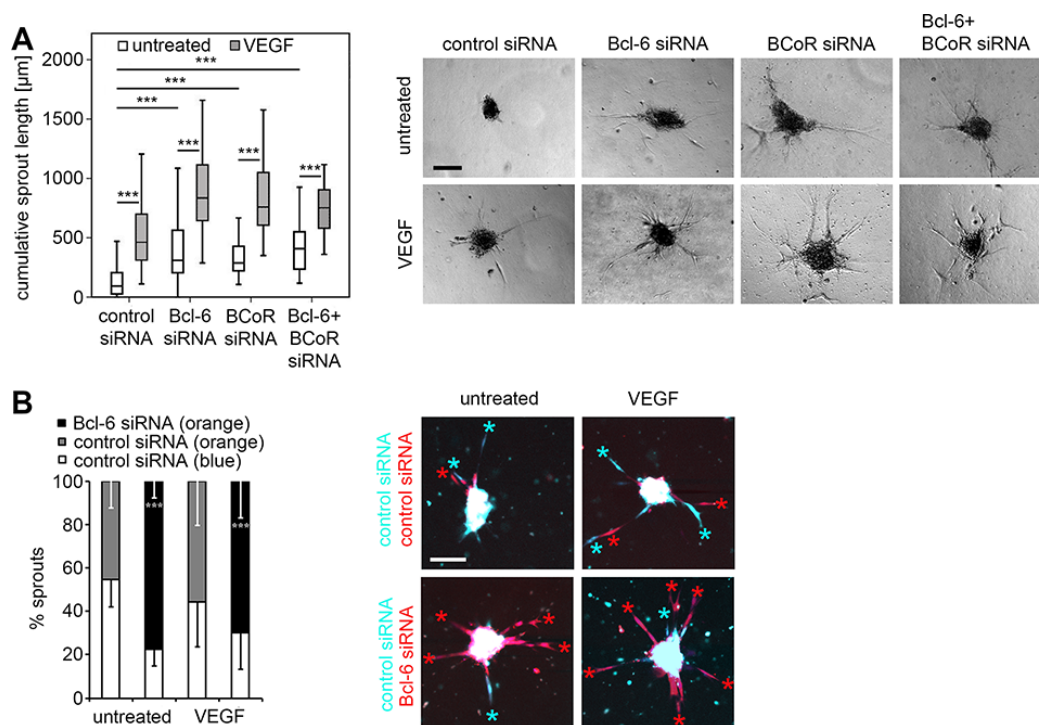 A
untreated
VEGF
cumulative sprout length [µm]
2000
1500
1000
500
0
***
***
***
***
***
***
***
control
siRNA
Bcl-6
siRNA
BCoR
siRNA
Bcl-6+
BCoR
siRNA
control siRNA
Bcl-6 siRNA
BCoR siRNA
Bcl-6+
BCoR siRNA
untreated
VEGF
B
Bcl-6 siRNA (orange)
control siRNA (orange)
control siRNA (blue)
% sprouts
100
80
60
40
20
0
***
***
untreated
VEGF
untreated
VEGF
control siRNA
control siRNA
control siRNA
Bcl-6 siRNA